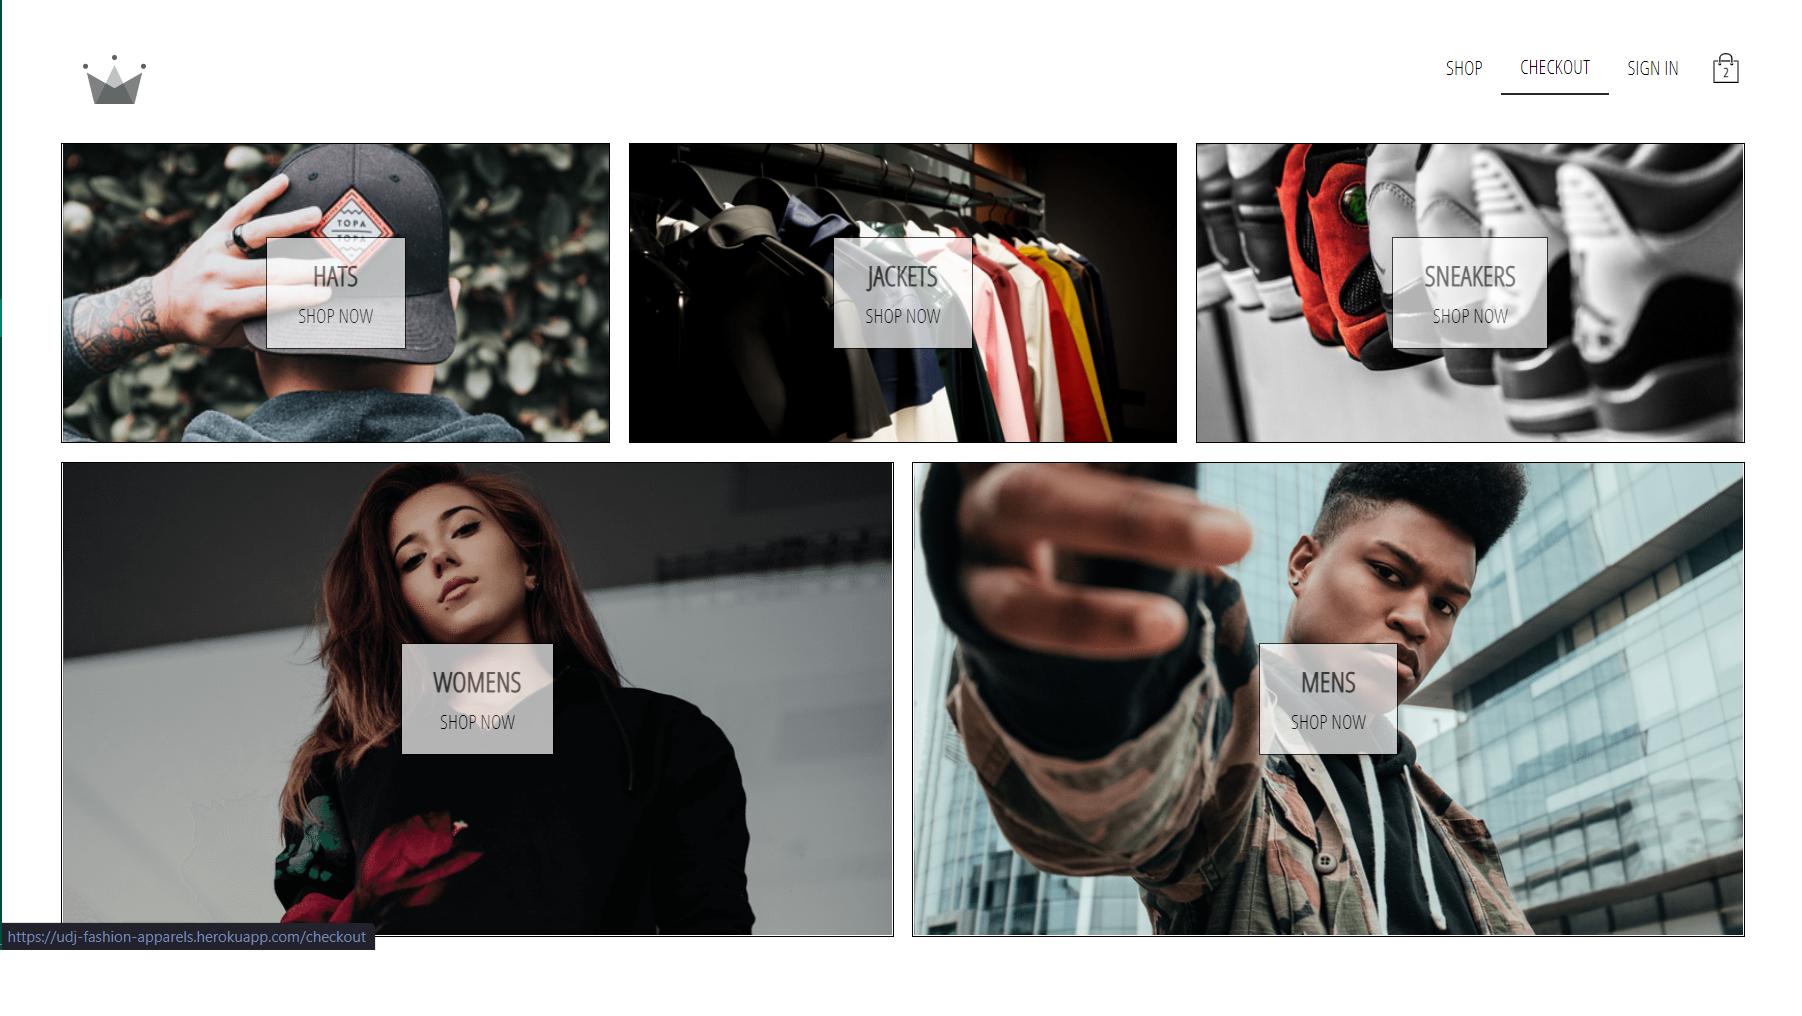 SHOP
CHECKOUT
SIGN IN
2
TOPA
TOPA
HATS
SHOP NOW
JACKETS
SHOP NOW
SNEAKERS
SHOP NOW
WOMENS
SHOP NOW
MENS
SHOP NOW
https://udj-fashion-apparels.herokuapp.com/checkout